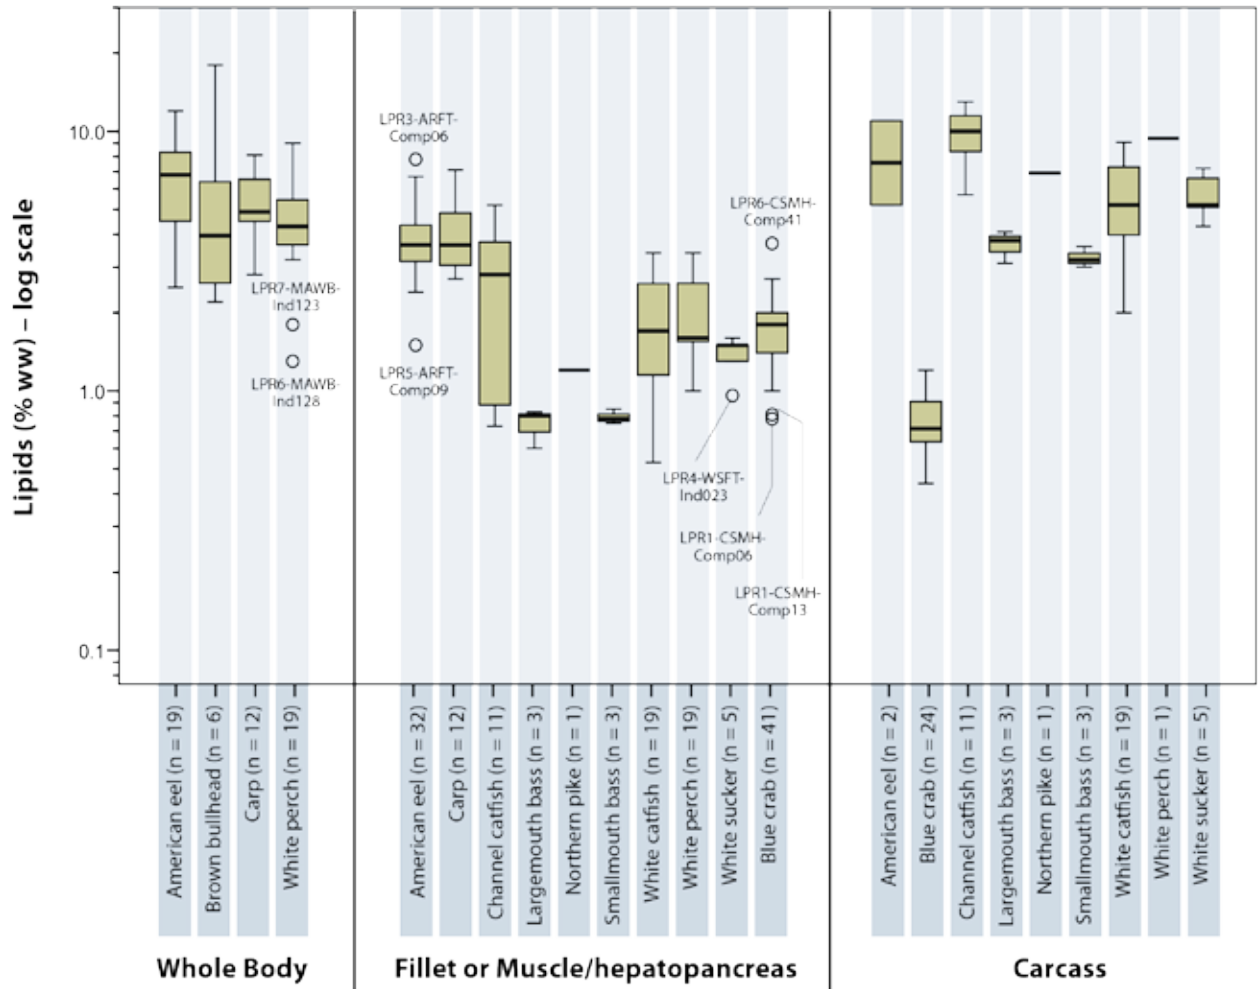 Lipids (% ww) – log scale
10.0
1.0
0.1
LPR3-ARFT-
Comp06
LPR5-ARFT-
Comp09
LPR7-MAWB-
Ind123
LPR6-MAWB-
Ind128
LPR6-CSMH-
Comp41
LPR4-WSFT-
Ind023
LPR1-CSMH-
Comp06
LPR1-CSMH-
Comp13
American eel (n = 19)
Brown bullhead (n = 6)
Carp (n = 12)
White perch (n = 19)
American eel (n = 32)
Carp (n = 12)
Channel catfish (n = 11)
Largemouth bass (n = 3)
Northern pike (n = 1)
Smallmouth bass (n = 3)
White catfish (n = 19)
White perch (n = 19)
White sucker (n = 5)
Blue crab (n = 41)
American eel (n = 2)
Blue crab (n = 24)
Channel catfish (n = 11)
Largemouth bass (n = 3)
Northern pike (n = 1)
Smallmouth bass (n = 3)
White catfish (n = 19)
White perch (n = 1)
White sucker (n = 5)
Whole Body
Fillet or Muscle/hepatopancreas
Carcass